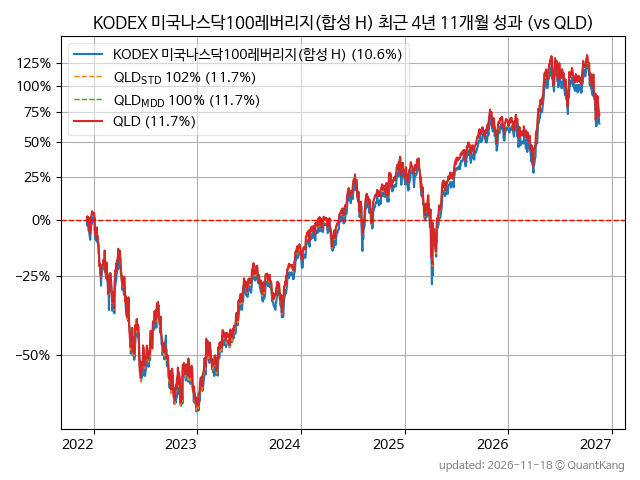 KODEX 미국나스닥100레버리지(합성 H) 최근 4년 11개월 성과 (vs QLD)
KODEX 미국나스닥100레버리지(합성 H) (10.6%)
QLD_STD 102% (11.7%)
QLD_MDD 100% (11.7%)
QLD (11.7%)
125%
100%
75%
50%
25%
0%
−25%
−50%
2022
2023
2024
2025
2026
2027
updated: 2026-11-18 © QuantKang